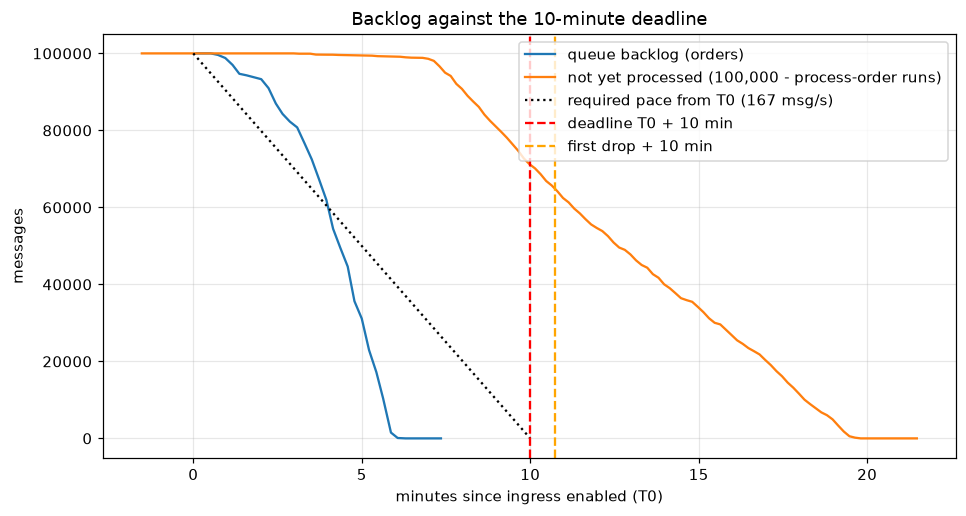 Backlog against the 10-minute deadline
queue backlog (orders)
not yet processed (100,000 - process-order runs)
required pace from T0 (167 msg/s)
deadline T0 + 10 min
first drop + 10 min
messages
100000
80000
60000
40000
20000
0
0 5 10 15 20
minutes since ingress enabled (T0)